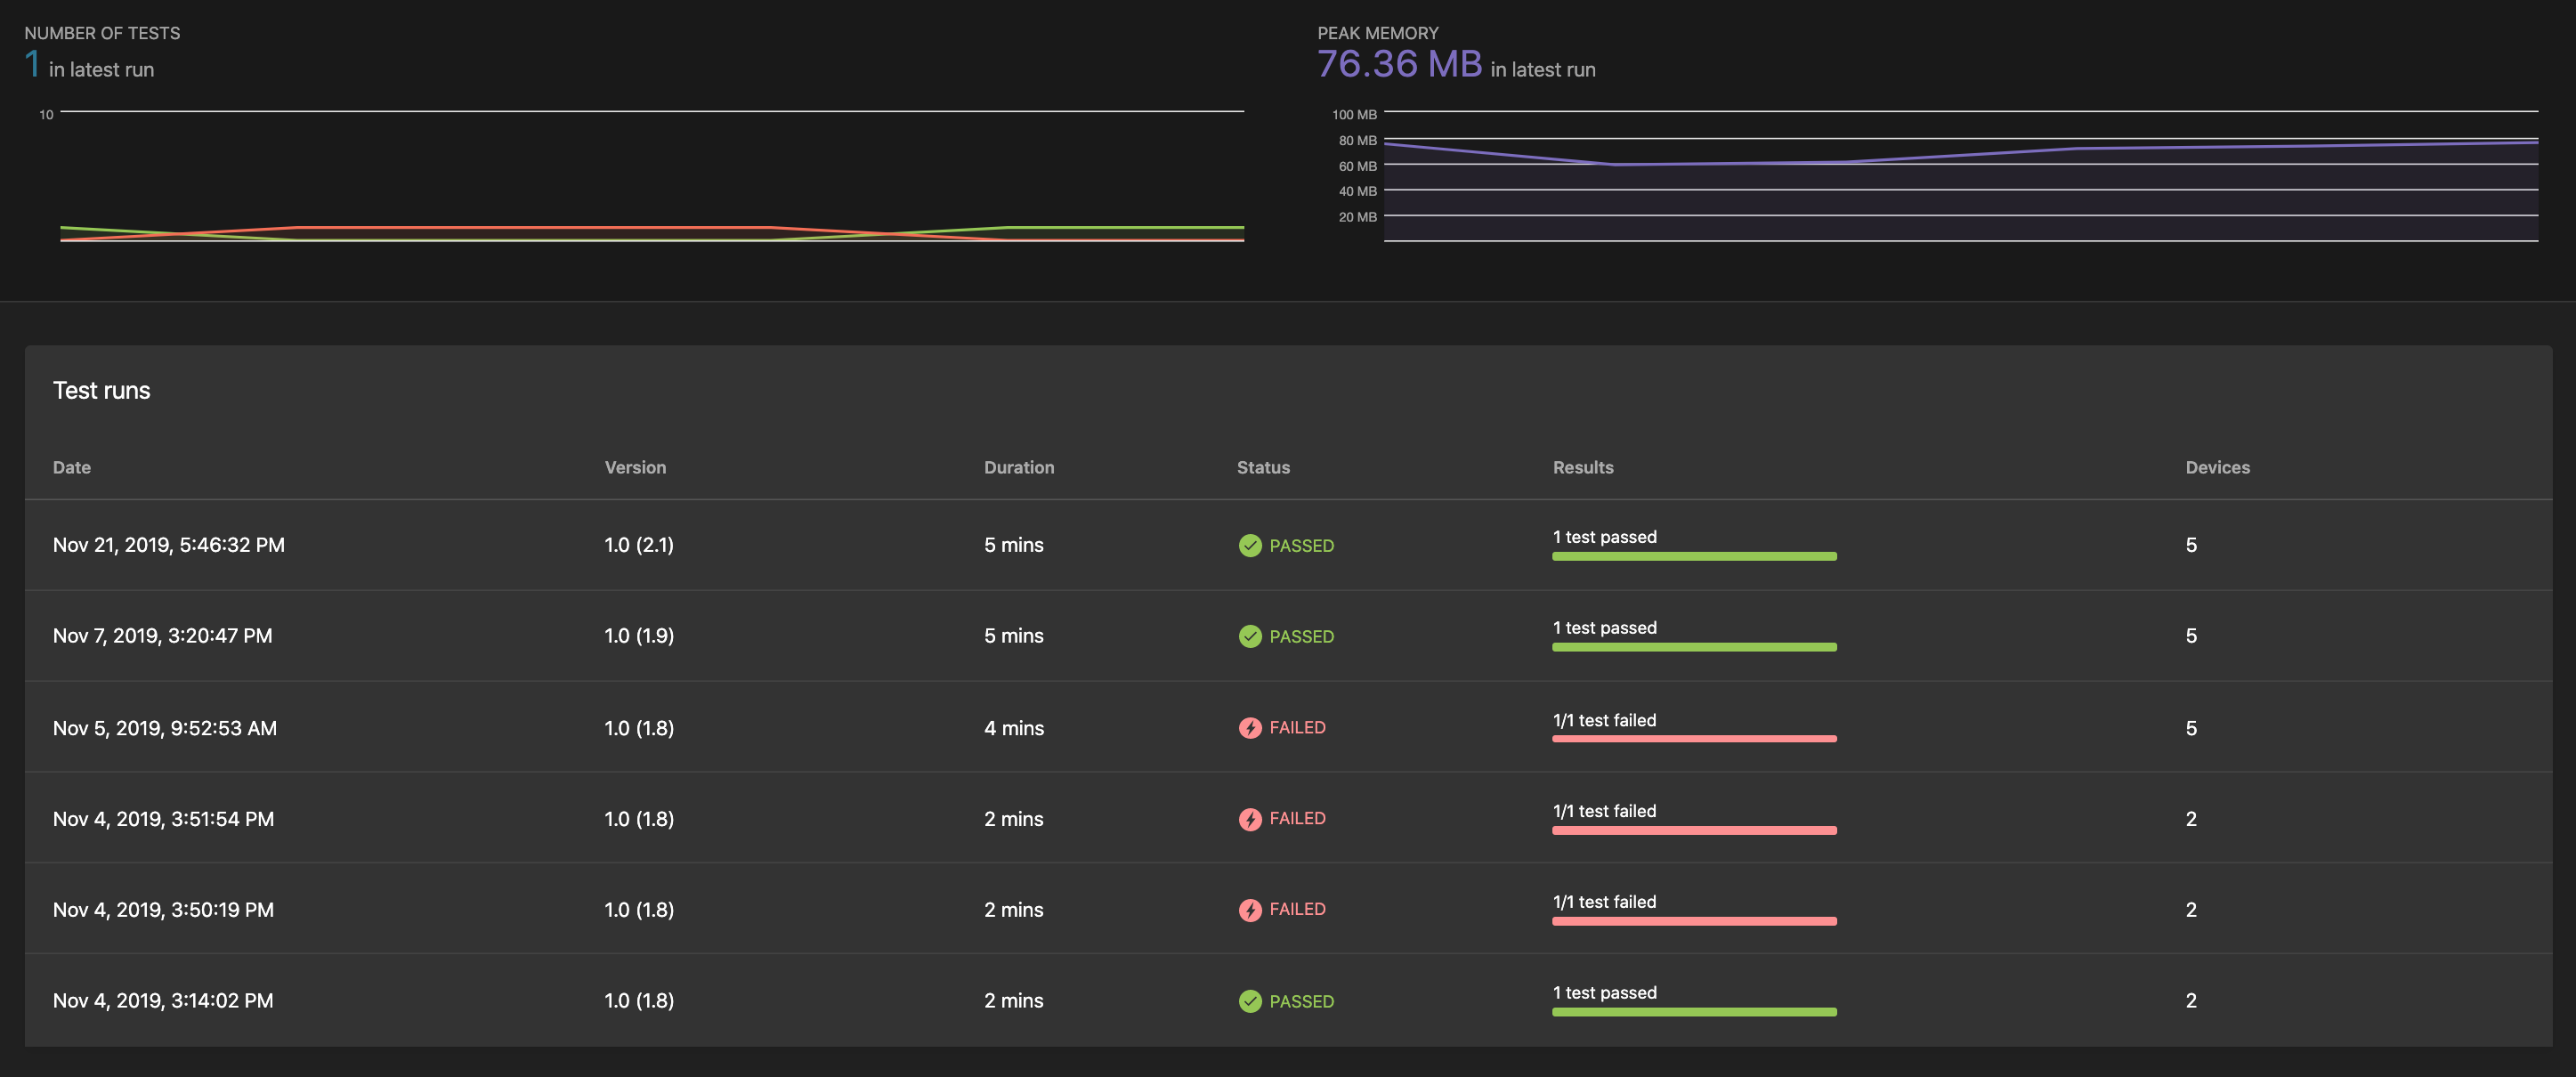 NUMBER OF TESTS
1 in latest run
10
PEAK MEMORY
76.36 MB in latest run
100 MB
80 MB
60 MB
40 MB
20 MB
Test runs
Date Version Duration Status Results Devices
Nov 21, 2019, 5:46:32 PM 1.0 (2.1) 5 mins PASSED 1 test passed 5
Nov 7, 2019, 3:20:47 PM 1.0 (1.9) 5 mins PASSED 1 test passed 5
Nov 5, 2019, 9:52:53 AM 1.0 (1.8) 4 mins FAILED 1/1 test failed 5
Nov 4, 2019, 3:51:54 PM 1.0 (1.8) 2 mins FAILED 1/1 test failed 2
Nov 4, 2019, 3:50:19 PM 1.0 (1.8) 2 mins FAILED 1/1 test failed 2
Nov 4, 2019, 3:14:02 PM 1.0 (1.8) 2 mins PASSED 1 test passed 2